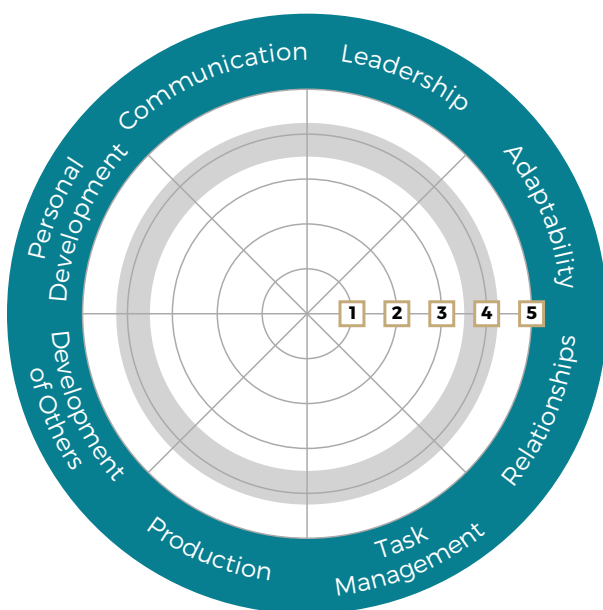 Communication
Leadership
Adaptability
Relationships
Task
Management
Production
Development
of Others
Personal
Development
1
2
3
4
5